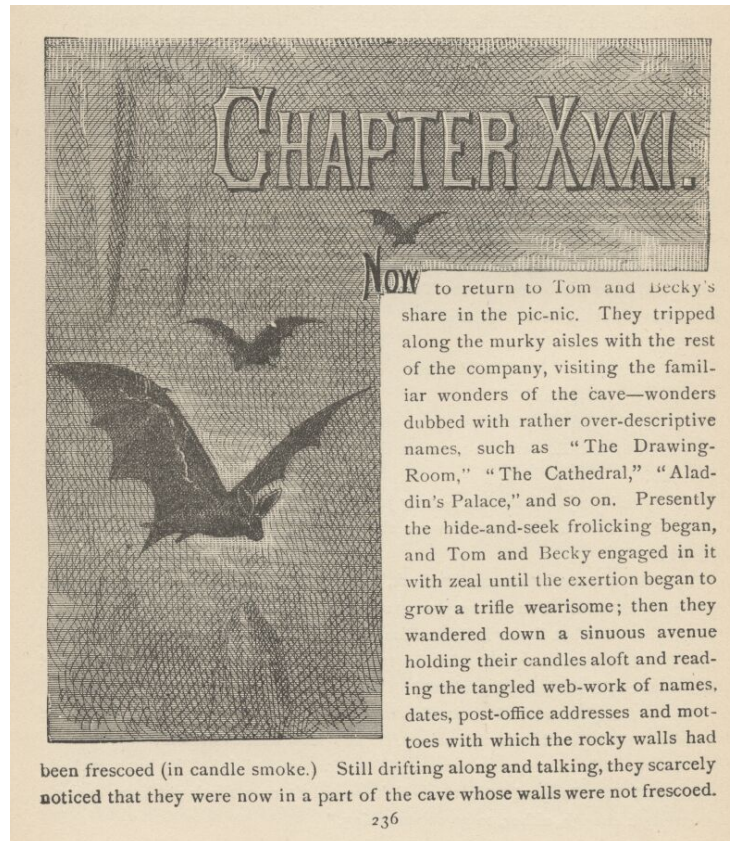 CHAPTER XXXI.
Now to return to Tom and Becky's
share in the pic-nic. They tripped
along the murky aisles with the rest
of the company, visiting the famil-
iar wonders of the cave—wonders
dubbed with rather over-descriptive
names, such as "The Drawing-
Room," "The Cathedral," "Alad-
din's Palace," and so on. Presently
the hide-and-seek frolicking began,
and Tom and Becky engaged in it
with zeal until the exertion began to
grow a trifle wearisome; then they
wandered down a sinuous avenue
holding their candles aloft and read-
ing the tangled web-work of names,
dates, post-office addresses and mot-
toes with which the rocky walls had
been frescoed (in candle smoke.) Still drifting along and talking, they scarcely
noticed that they were now in a part of the cave whose walls were not frescoed.
236